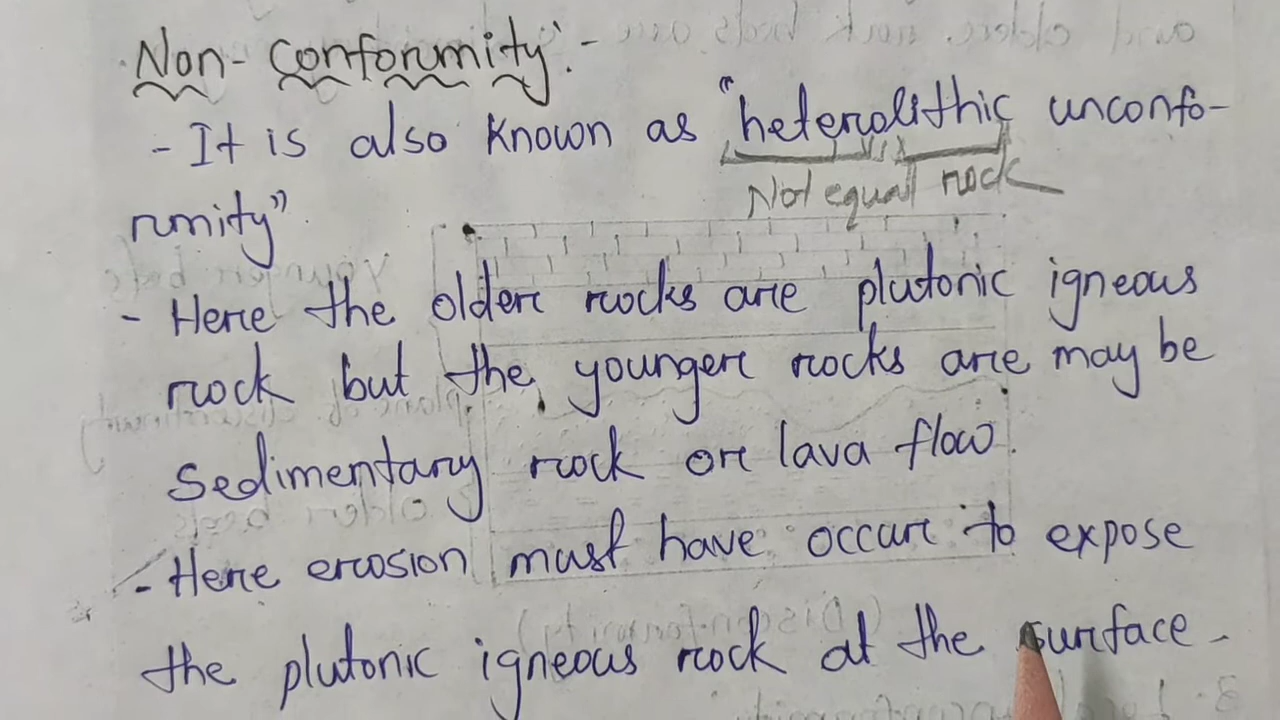 Non-conformity:-
- It is also known as "heterolithic unconfo-
Not equal rock
rmity"
- Here the older rocks are plutonic igneous
rock but the younger rocks are may be
sedimentary rock or lava flow.
- Here erosion must have occur to expose
the plutonic igneous rock at the surface.